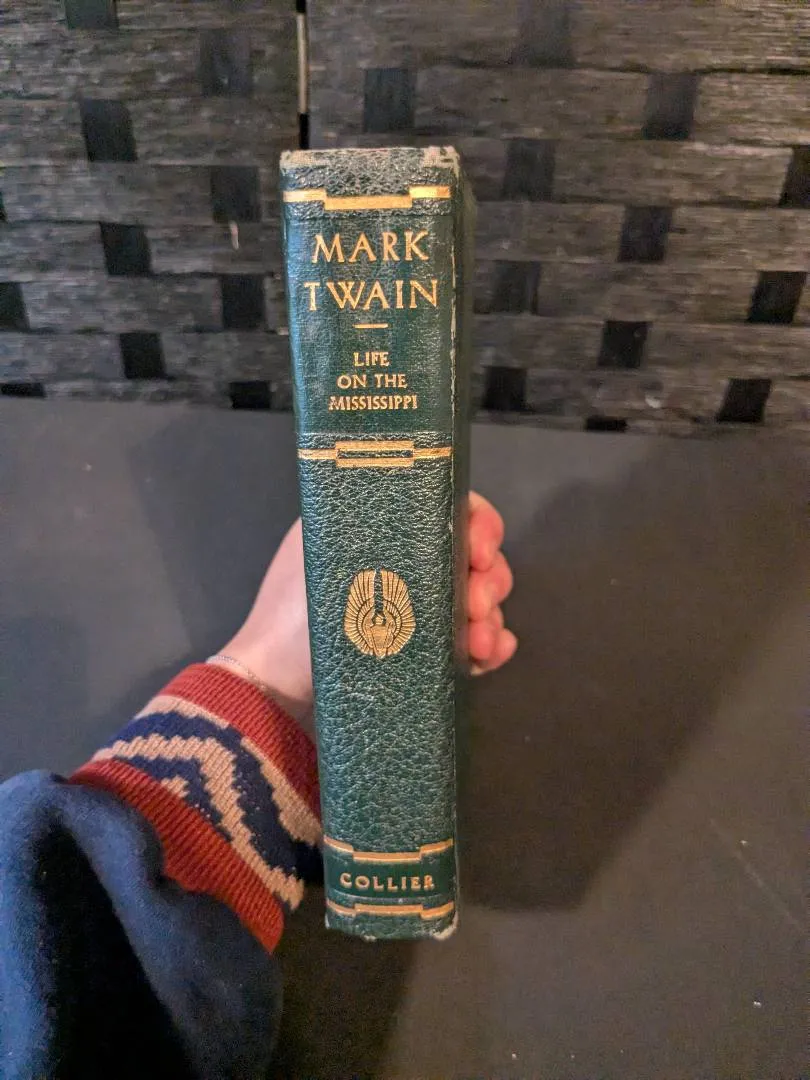 MARK
TWAIN
LIFE
ON THE
MISSISSIPPI
COLLIER